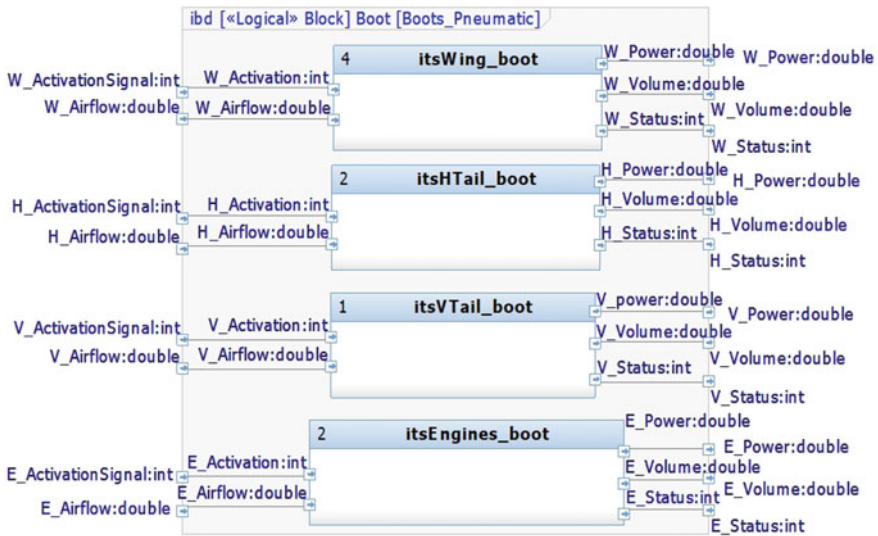 ibd [«Logical» Block] Boot [Boots_Pneumatic]
4 itsWing_boot
W_Power:double W_Power:double
W_ActivationSignal:int W_Activation:int
W_Volume:double
W_Airflow:double W_Airflow:double
W_Volume:double
W_Status:int
W_Status:int
2 itsHTail_boot
H_Power:double H_Power:double
H_ActivationSignal:int H_Activation:int
H_Volume:double
H_Volume:double
H_Airflow:double H_Airflow:double
H_Status:int
H_Status:int
1 itsVTail_boot
V_power:double
V_Power:double
V_ActivationSignal:int V_Activation:int
V_Volume:double
V_Airflow:double V_Airflow:double
V_Volume:double
V_Status:int
V_Status:int
2 itsEngines_boot
E_Power:double
E_Power:double
E_ActivationSignal:int E_Activation:int
E_Volume:double
E_Volume:double
E_Airflow:double E_Airflow:double
E_Status:int
E_Status:int